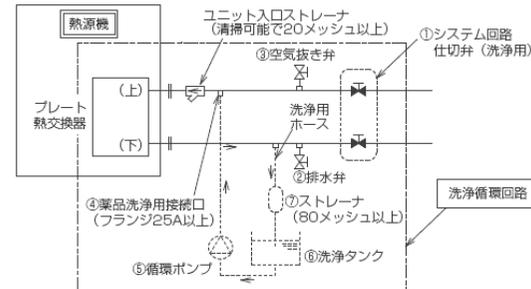 熱源機
ユニット入口ストレーナ
(清掃可能で20メッシュ以上)
①システム回路
仕切弁(洗浄用)
③空気抜き弁
(上)
プレート
熱交換器
洗浄用
ホース
(下)
②排水弁
④薬品洗浄用接続口
(フランジ25A以上)
⑦ストレーナ
(80メッシュ以上)
洗浄循環回路
⑥洗浄タンク
⑤循環ポンプ